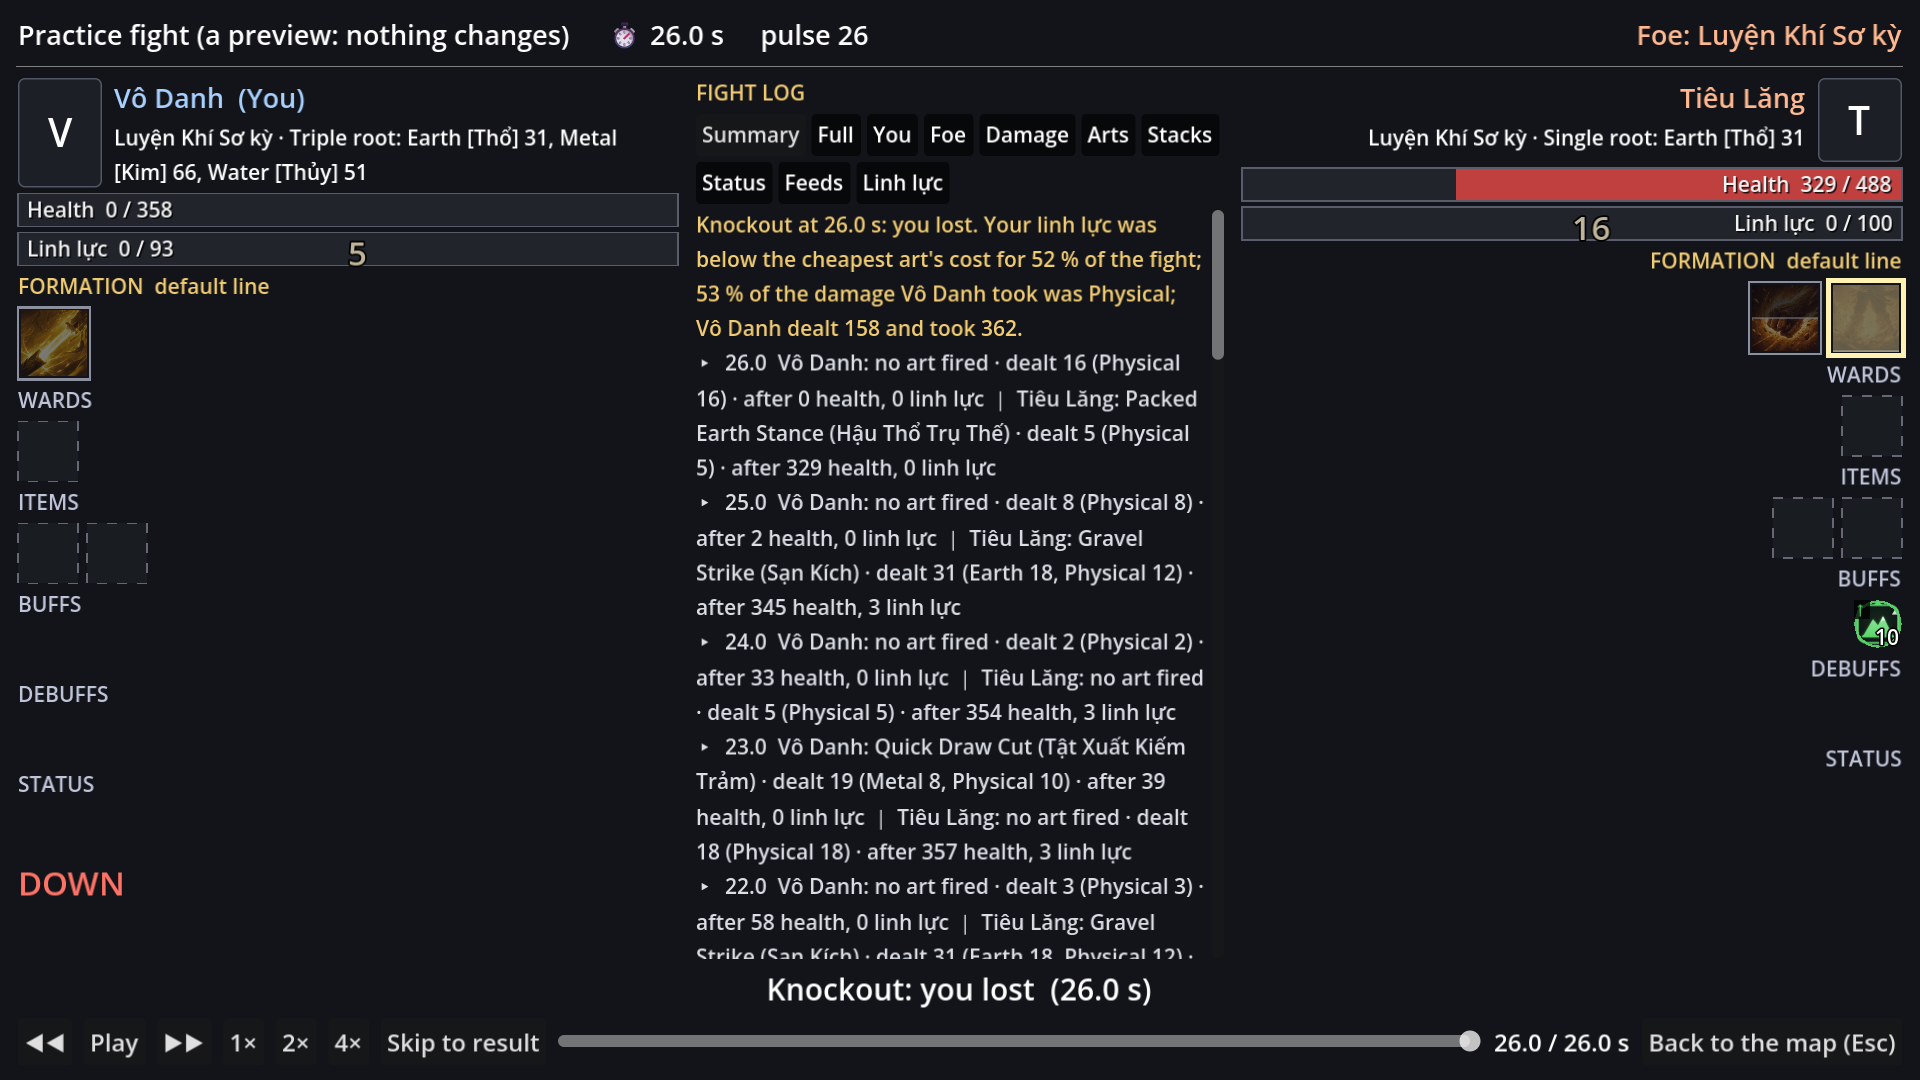 Practice fight (a preview: nothing changes)
26.0 s
pulse 26
Foe: Luyện Khí Sơ kỳ
V
Vô Danh (You)
Luyện Khí Sơ kỳ · Triple root: Earth [Thổ] 31, Metal
[Kim] 66, Water [Thủy] 51
Health 0 / 358
Linh lực 0 / 93
5
FORMATION default line
WARDS
ITEMS
BUFFS
DEBUFFS
STATUS
DOWN
FIGHT LOG
Summary Full You Foe Damage Arts Stacks
Status Feeds Linh lực
Knockout at 26.0 s: you lost. Your linh lực was
below the cheapest art's cost for 52 % of the fight;
53 % of the damage Vô Danh took was Physical;
Vô Danh dealt 158 and took 362.
‣ 26.0 Vô Danh: no art fired · dealt 16 (Physical
16) · after 0 health, 0 linh lực | Tiêu Lăng: Packed
Earth Stance (Hậu Thổ Trụ Thế) · dealt 5 (Physical
5) · after 329 health, 0 linh lực
‣ 25.0 Vô Danh: no art fired · dealt 8 (Physical 8) ·
after 2 health, 0 linh lực | Tiêu Lăng: Gravel
Strike (Sạn Kích) · dealt 31 (Earth 18, Physical 12) ·
after 345 health, 3 linh lực
‣ 24.0 Vô Danh: no art fired · dealt 2 (Physical 2) ·
after 33 health, 0 linh lực | Tiêu Lăng: no art fired
· dealt 5 (Physical 5) · after 354 health, 3 linh lực
‣ 23.0 Vô Danh: Quick Draw Cut (Tật Xuất Kiếm
Trảm) · dealt 19 (Metal 8, Physical 10) · after 39
health, 0 linh lực | Tiêu Lăng: no art fired · dealt
18 (Physical 18) · after 357 health, 3 linh lực
‣ 22.0 Vô Danh: no art fired · dealt 3 (Physical 3) ·
after 58 health, 0 linh lực | Tiêu Lăng: Gravel
Strike (Sạn Kích) · dealt 31 (Earth 18, Physical 12) ·
Tiêu Lăng
T
Luyện Khí Sơ kỳ · Single root: Earth [Thổ] 31
Health 329 / 488
Linh lực 0 / 100
16
FORMATION default line
WARDS
ITEMS
BUFFS
10
DEBUFFS
STATUS
Knockout: you lost (26.0 s)
◀◀ Play ▶▶ 1× 2× 4× Skip to result 26.0 / 26.0 s Back to the map (Esc)